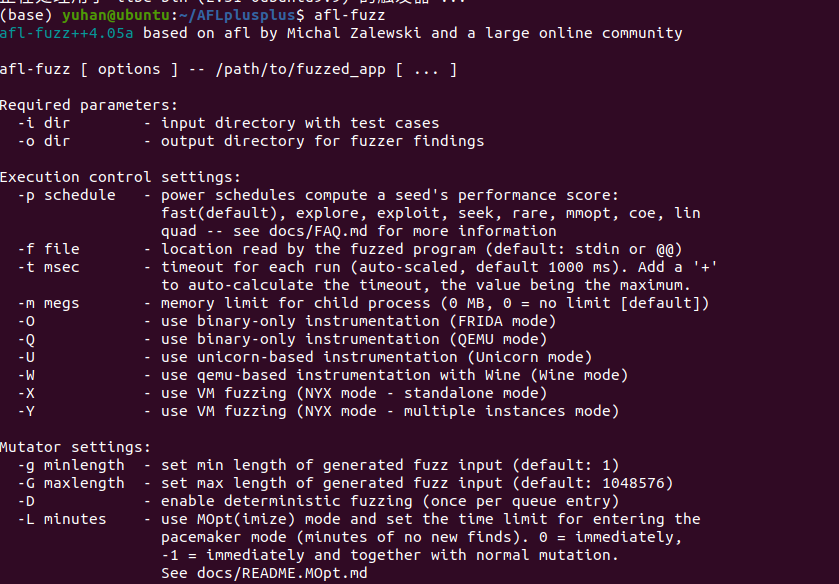 (base) yuhan@ubuntu:~/AFLplusplus$ afl-fuzz
afl-fuzz++4.05a based on afl by Michal Zalewski and a large online community
afl-fuzz [ options ] -- /path/to/fuzzed_app [ ... ]
Required parameters:
-i dir - input directory with test cases
-o dir - output directory for fuzzer findings
Execution control settings:
-p schedule - power schedules compute a seed's performance score:
fast(default), explore, exploit, seek, rare, mmopt, coe, lin
quad -- see docs/FAQ.md for more information
-f file - location read by the fuzzed program (default: stdin or @@)
-t msec - timeout for each run (auto-scaled, default 1000 ms). Add a '+'
to auto-calculate the timeout, the value being the maximum.
-m megs - memory limit for child process (0 MB, 0 = no limit [default])
-O - use binary-only instrumentation (FRIDA mode)
-Q - use binary-only instrumentation (QEMU mode)
-U - use unicorn-based instrumentation (Unicorn mode)
-W - use qemu-based instrumentation with Wine (Wine mode)
-X - use VM fuzzing (NYX mode - standalone mode)
-Y - use VM fuzzing (NYX mode - multiple instances mode)
Mutator settings:
-g minlength - set min length of generated fuzz input (default: 1)
-G maxlength - set max length of generated fuzz input (default: 1048576)
-D - enable deterministic fuzzing (once per queue entry)
-L minutes - use MOpt(imize) mode and set the time limit for entering the
pacemaker mode (minutes of no new finds). 0 = immediately,
-1 = immediately and together with normal mutation.
See docs/README.MOpt.md